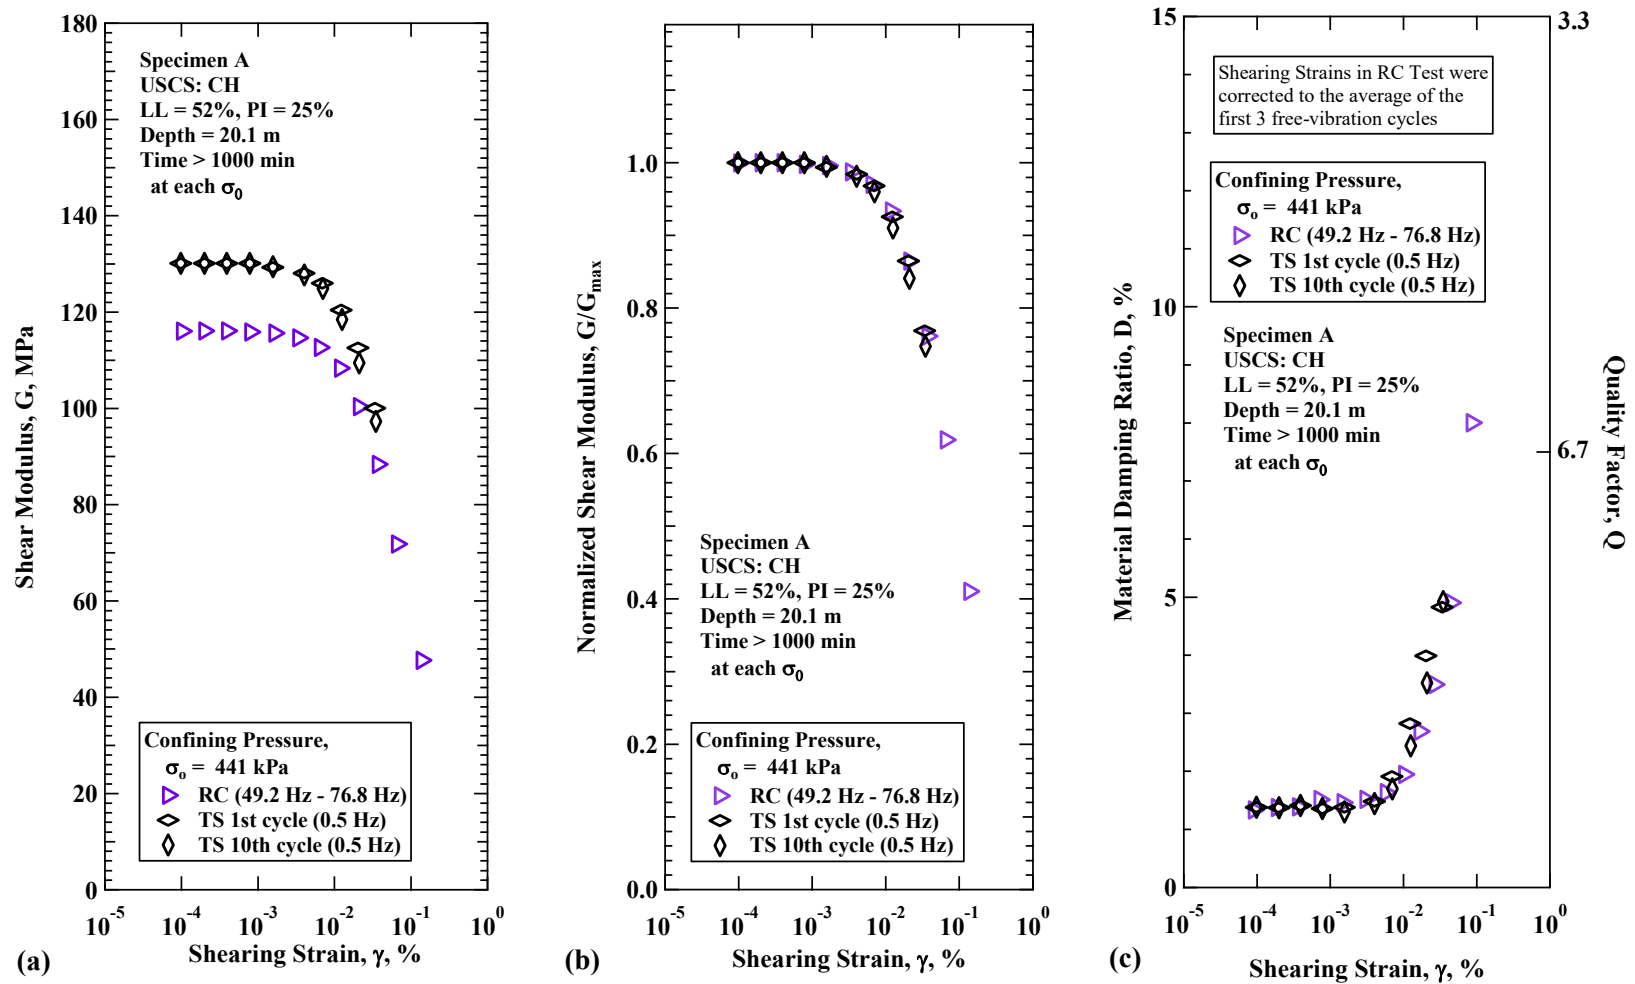 180
160
140
120
100
80
60
40
20
0
Shear Modulus, G, MPa
Specimen A
USCS: CH
LL = 52%, PI = 25%
Depth = 20.1 m
Time > 1000 min
at each σ0
Confining Pressure,
σo = 441 kPa
RC (49.2 Hz - 76.8 Hz)
TS 1st cycle (0.5 Hz)
TS 10th cycle (0.5 Hz)
10-5 10-4 10-3 10-2 10-1 100
Shearing Strain, γ, %
(a)
1.0
0.8
0.6
0.4
0.2
0.0
Normalized Shear Modulus, G/Gmax
Specimen A
USCS: CH
LL = 52%, PI = 25%
Depth = 20.1 m
Time > 1000 min
at each σ0
Confining Pressure,
σo = 441 kPa
RC (49.2 Hz - 76.8 Hz)
TS 1st cycle (0.5 Hz)
TS 10th cycle (0.5 Hz)
10-5 10-4 10-3 10-2 10-1 100
Shearing Strain, γ, %
(b)
15
10
5
0
Material Damping Ratio, D, %
Shearing Strains in RC Test were
corrected to the average of the
first 3 free-vibration cycles
Confining Pressure,
σo = 441 kPa
RC (49.2 Hz - 76.8 Hz)
TS 1st cycle (0.5 Hz)
TS 10th cycle (0.5 Hz)
Specimen A
USCS: CH
LL = 52%, PI = 25%
Depth = 20.1 m
Time > 1000 min
at each σ0
3.3
6.7
Quality Factor, Q
10-5 10-4 10-3 10-2 10-1 100
Shearing Strain, γ, %
(c)